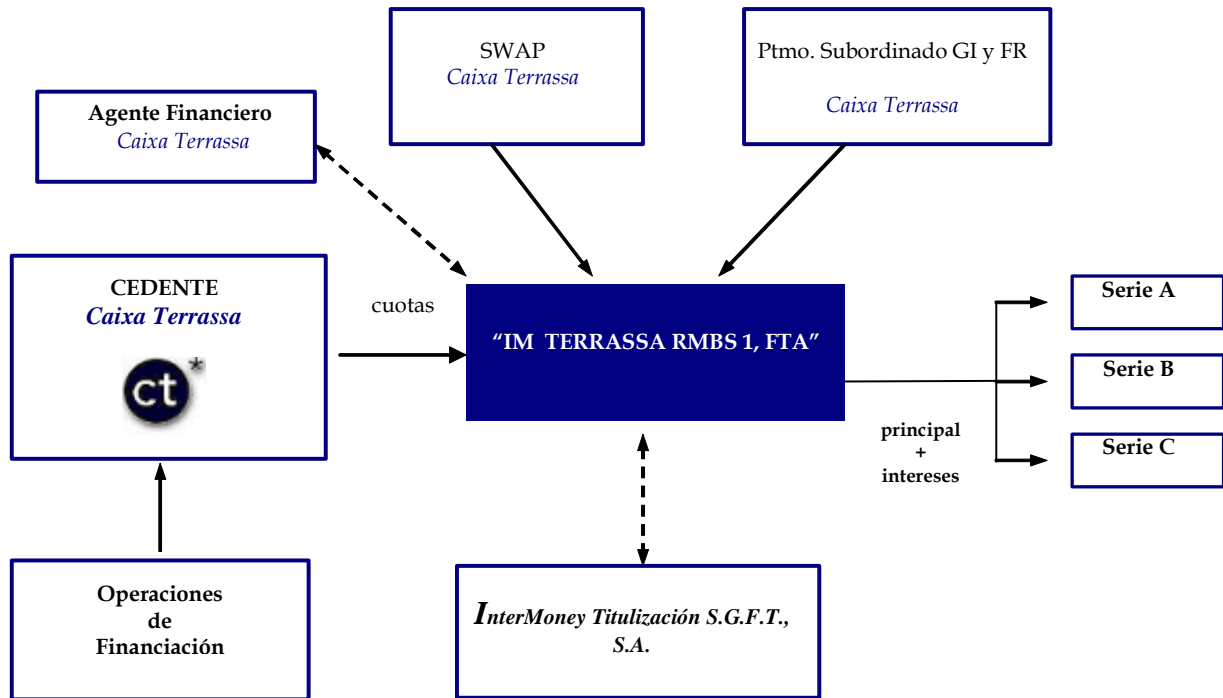 SWAP
Caixa Terrassa
Ptmo. Subordinado GI y FR
Caixa Terrassa
Agente Financiero
Caixa Terrassa
CEDENTE
Caixa Terrassa
ct*
cuotas
“IM TERRASSA RMBS 1, FTA”
Serie A
Serie B
Serie C
principal
+
intereses
Operaciones
de
Financiación
InterMoney Titulización S.G.F.T.,
S.A.